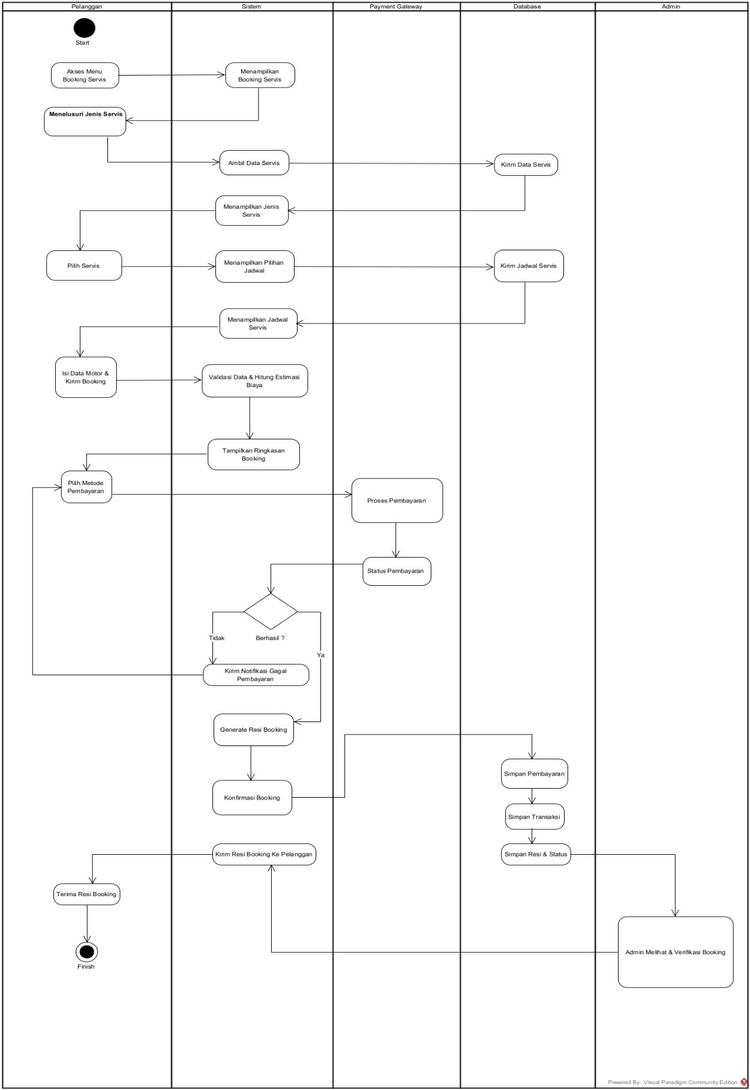 Pelanggan
Sistem
Payment Gateway
Database
Admin
Start
Akses Menu
Booking Servis
Menampilkan
Booking Servis
Menelusuri Jenis Servis
Ambil Data Servis
Kirim Data Servis
Menampilkan Jenis
Servis
Pilih Servis
Menampilkan Pilihan
Jadwal
Kirim Jadwal Servis
Menampilkan Jadwal
Servis
Isi Data Motor &
Kirim Booking
Validasi Data & Hitung Estimasi
Biaya
Tampilkan Ringkasan
Booking
Pilih Metode
Pembayaran
Proses Pembayaran
Status Pembayaran
Tidak
Berhasil ?
Ya
Kirim Notifikasi Gagal
Pembayaran
Generate Resi Booking
Konfirmasi Booking
Simpan Pembayaran
Simpan Transaksi
Kirim Resi Booking Ke Pelanggan
Simpan Resi & Status
Terima Resi Booking
Admin Melihat & Verifikasi Booking
Finish
Powered By: Visual Paradigm Community Edition